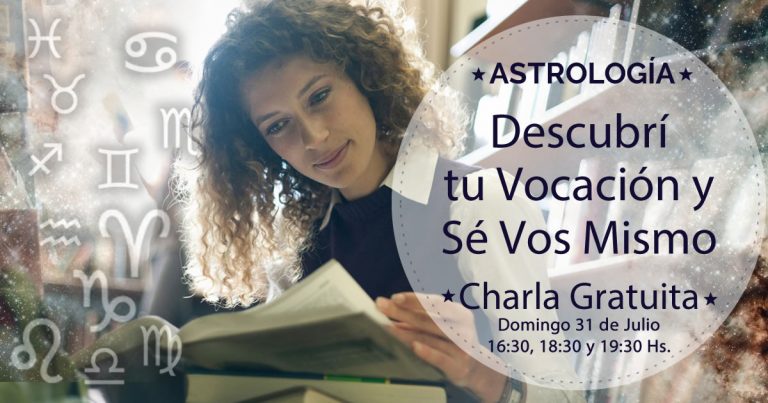 ★ASTROLOGÍA★
Descubrí
tu Vocación y
Sé Vos Mismo
★Charla Gratuita★
Domingo 31 de Julio
16:30, 18:30 y 19:30 Hs.